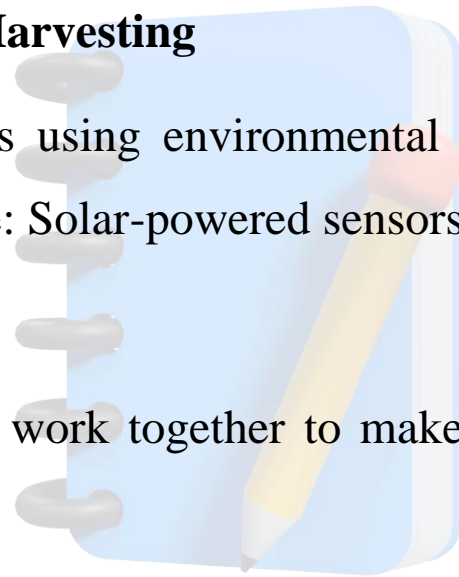 Harvesting
s using environmental
: Solar-powered sensors
work together to make